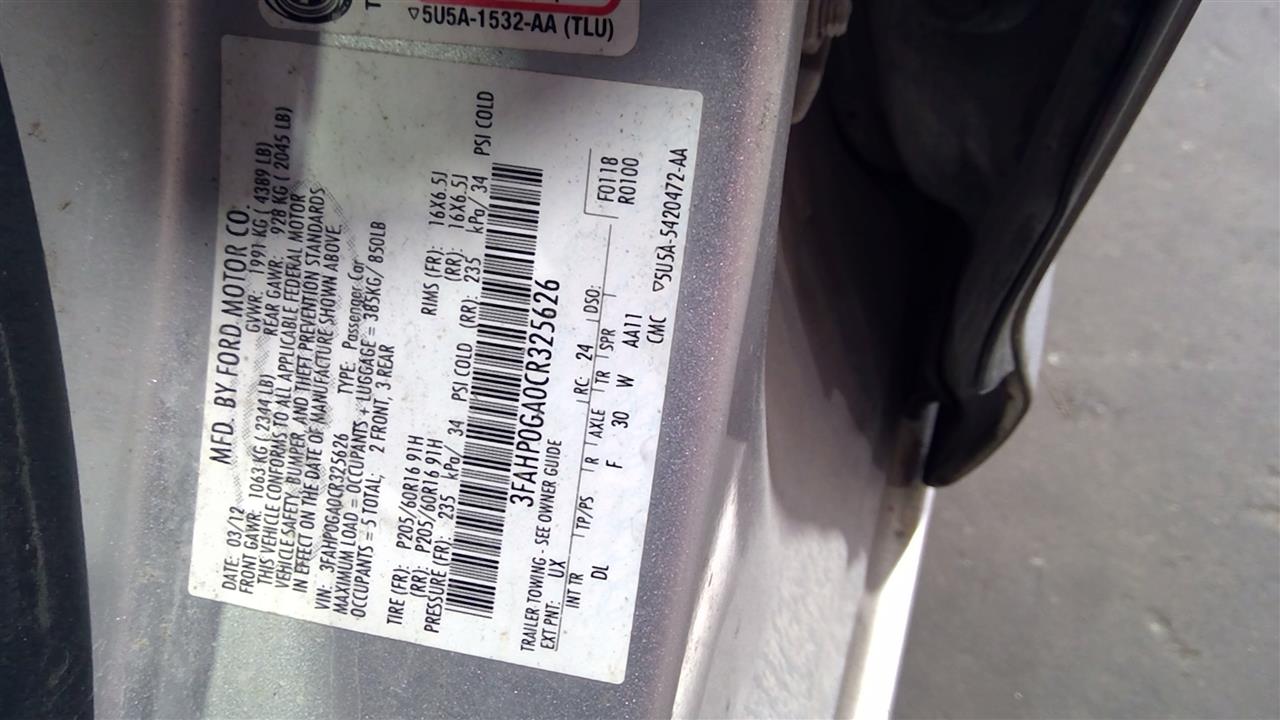 ▽5U5A-1532-AA (TLU)
MFD. BY FORD MOTOR CO.
DATE: 03/12 GVWR: 1991 KG ( 4389 LB)
FRONT GAWR: 1063 KG ( 2344 LB) REAR GAWR: 928 KG ( 2045 LB)
THIS VEHICLE CONFORMS TO ALL APPLICABLE FEDERAL MOTOR
VEHICLE SAFETY, BUMPER, AND THEFT PREVENTION STANDARDS
IN EFFECT ON THE DATE OF MANUFACTURE SHOWN ABOVE.
VIN: 3FAHP0GA0CR325626 TYPE: Passenger Car
MAXIMUM LOAD = OCCUPANTS + LUGGAGE = 385KG/ 850LB
OCCUPANTS = 5 TOTAL; 2 FRONT, 3 REAR
TIRE (FR): P205/60R16 91H RIMS (FR): 16X6.5J
(RR): P205/60R16 91H (RR): 16X6.5J
PRESSURE (FR): 235 kPa/ 34 PSI COLD (RR): 235 kPa/ 34 PSI COLD
3FAHP0GA0CR325626
TRAILER TOWING - SEE OWNER GUIDE
EXT PNT: UX RC: 24 DSO: F0118
INT TR TP/PS R AXLE TR SPR R0100
DL F 30 W AA11
CMC ▽5U5A-5420472-AA